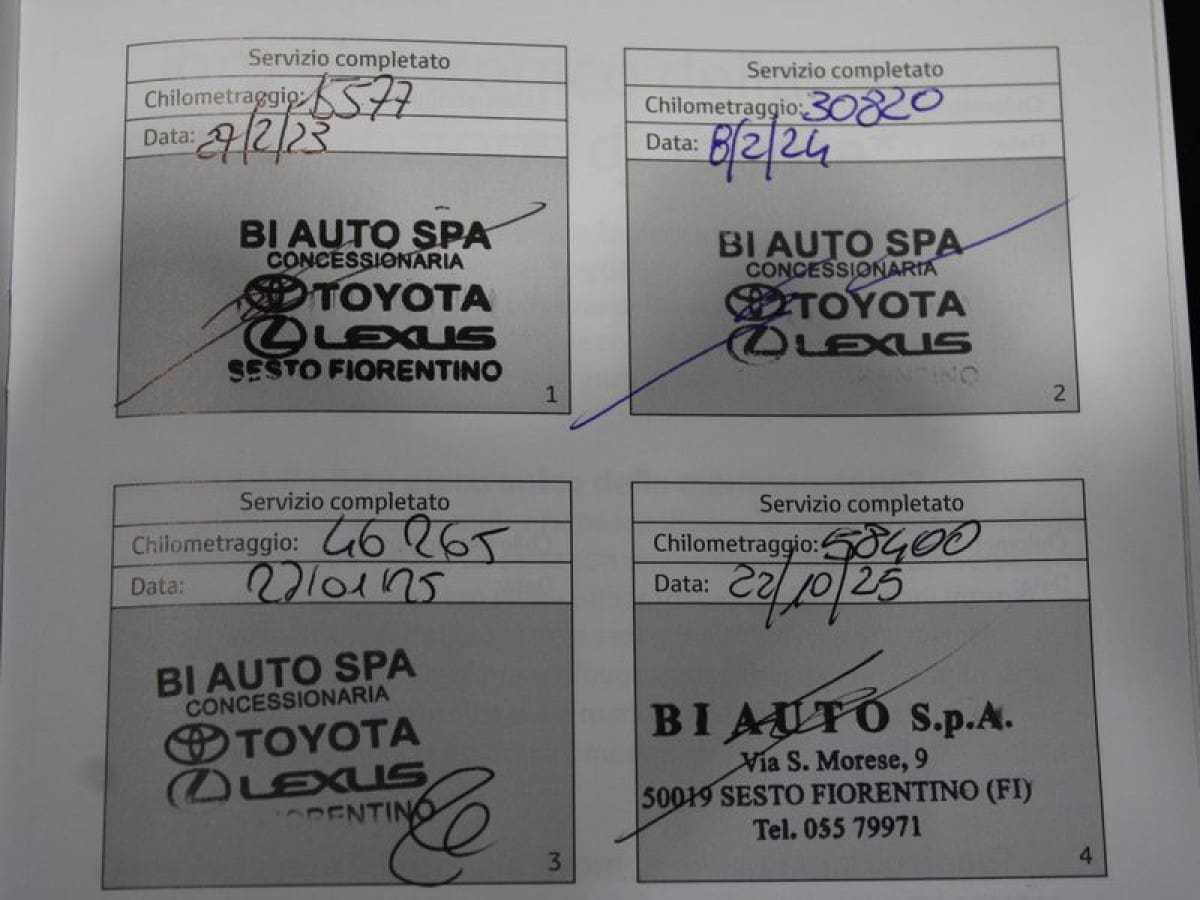 Servizio completato
Chilometraggio: 15577
Data: 27/2/23
BI AUTO SPA
CONCESSIONARIA
TOYOTA
LEXUS
SESTO FIORENTINO
1
Servizio completato
Chilometraggio: 30820
Data: 8/2/24
BI AUTO SPA
CONCESSIONARIA
TOYOTA
LEXUS
2
Servizio completato
Chilometraggio: 46265
Data: 27/01/25
BI AUTO SPA
CONCESSIONARIA
TOYOTA
LEXUS
FIORENTINO
3
Servizio completato
Chilometraggio: 58400
Data: 22/10/25
BI AUTO S.p.A.
Via S. Morese, 9
50019 SESTO FIORENTINO (FI)
Tel. 055 79971
4